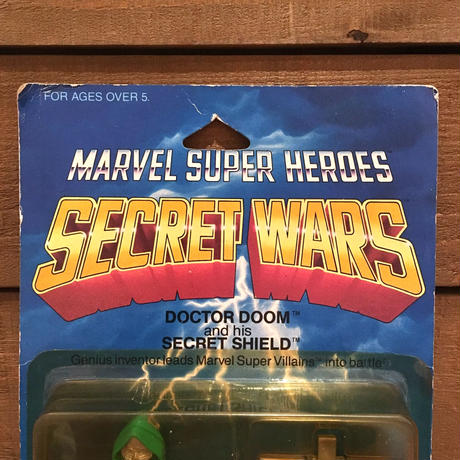 FOR AGES OVER 5.
MARVEL SUPER HEROES
SECRET WARS™
DOCTOR DOOM™
and his
SECRET SHIELD™
Genius inventor leads Marvel Super Villains™ into battle